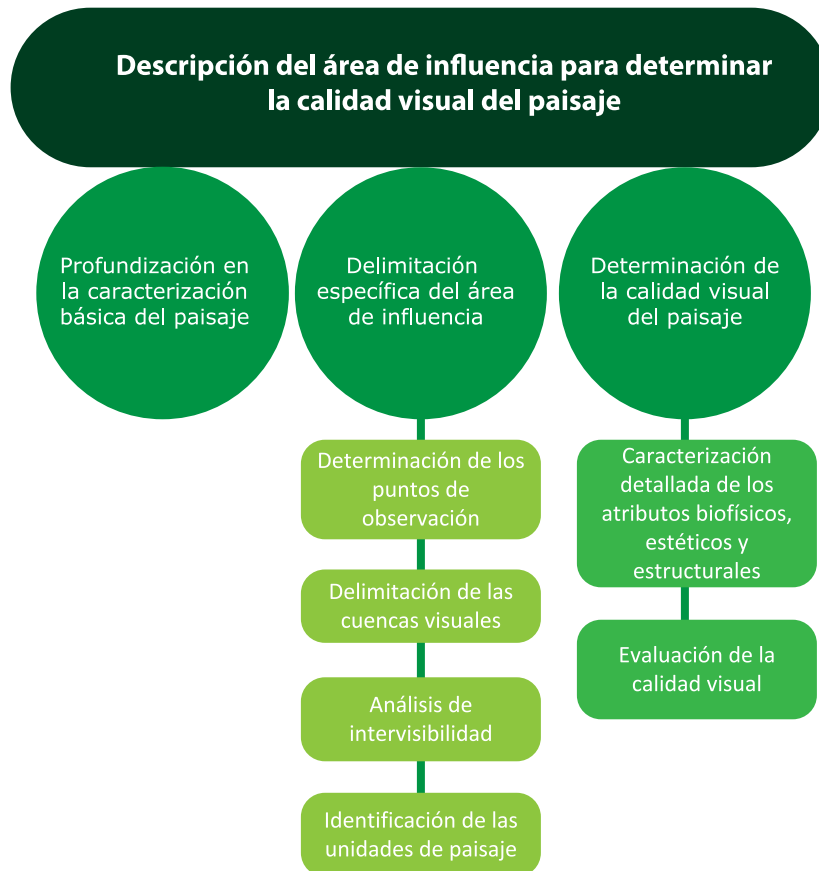 Descripción del área de influencia para determinar
la calidad visual del paisaje
Profundización en
la caracterización
básica del paisaje
Delimitación
específica del área
de influencia
Determinación de los
puntos de
observación
Delimitación de las
cuencas visuales
Análisis de
intervisibilidad
Identificación de las
unidades de paisaje
Determinación de
la calidad visual
del paisaje
Caracterización
detallada de los
atributos biofísicos,
estéticos y
estructurales
Evaluación de la
calidad visual